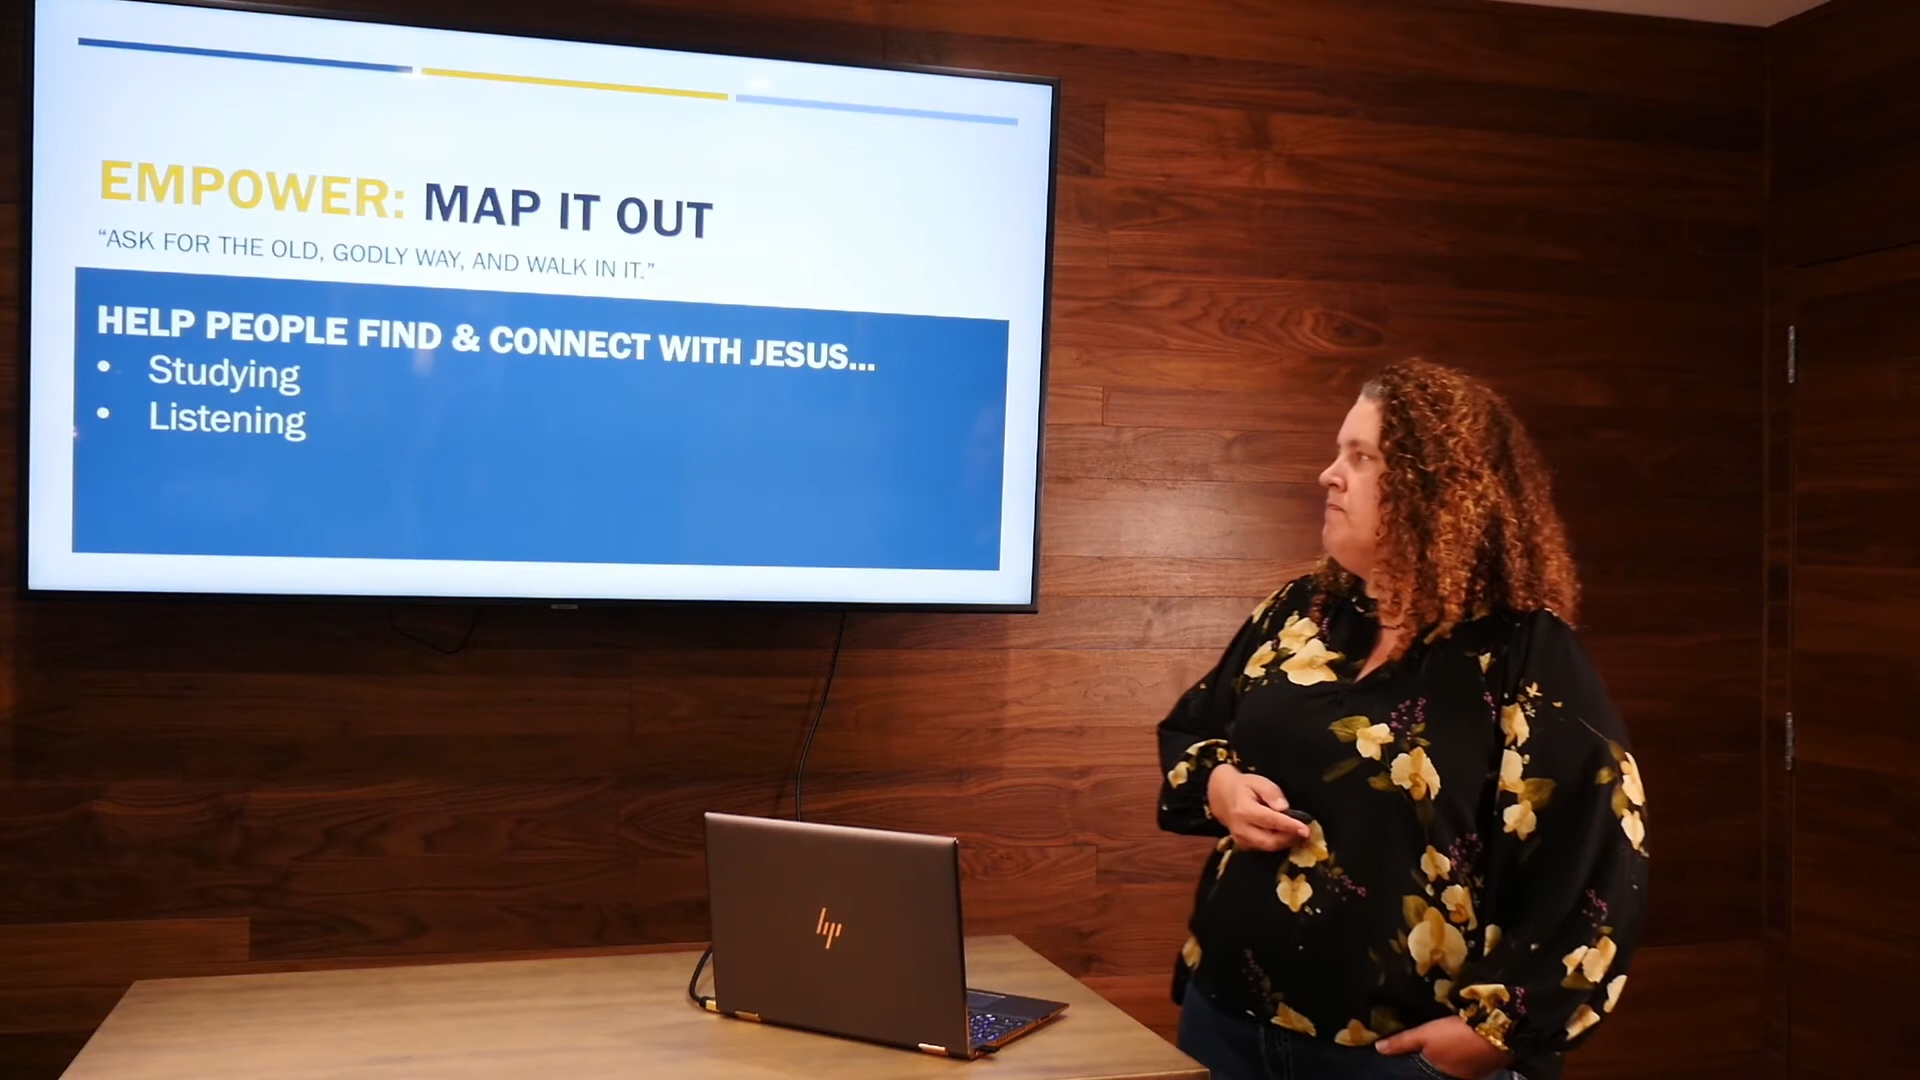 EMPOWER: MAP IT OUT
“ASK FOR THE OLD, GODLY WAY, AND WALK IN IT.”
HELP PEOPLE FIND & CONNECT WITH JESUS...
• Studying
• Listening
hp